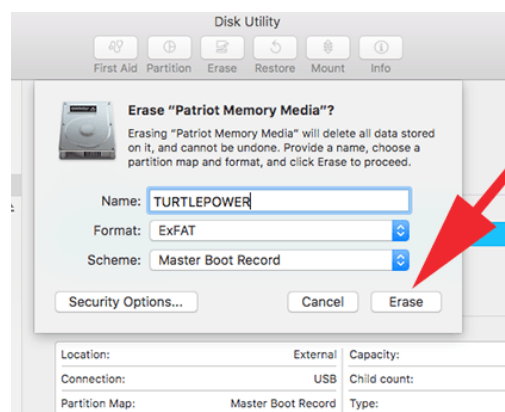 Disk Utility
First Aid Partition Erase Restore Mount Info
Erase “Patriot Memory Media”?
Erasing “Patriot Memory Media” will delete all data stored
on it, and cannot be undone. Provide a name, choose a
partition map and format, and click Erase to proceed.
Name: TURTLEPOWER
Format: ExFAT
Scheme: Master Boot Record
Security Options... Cancel Erase
Location: External Capacity:
Connection: USB Child count:
Partition Map: Master Boot Record Type: